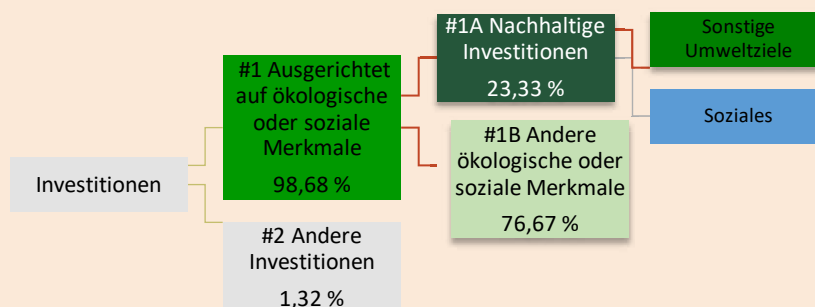 Investitionen
#1 Ausgerichtet
auf ökologische
oder soziale
Merkmale
98,68 %
#2 Andere
Investitionen
1,32 %
#1A Nachhaltige
Investitionen
23,33 %
#1B Andere
ökologische oder
soziale Merkmale
76,67 %
Sonstige
Umweltziele
Soziales